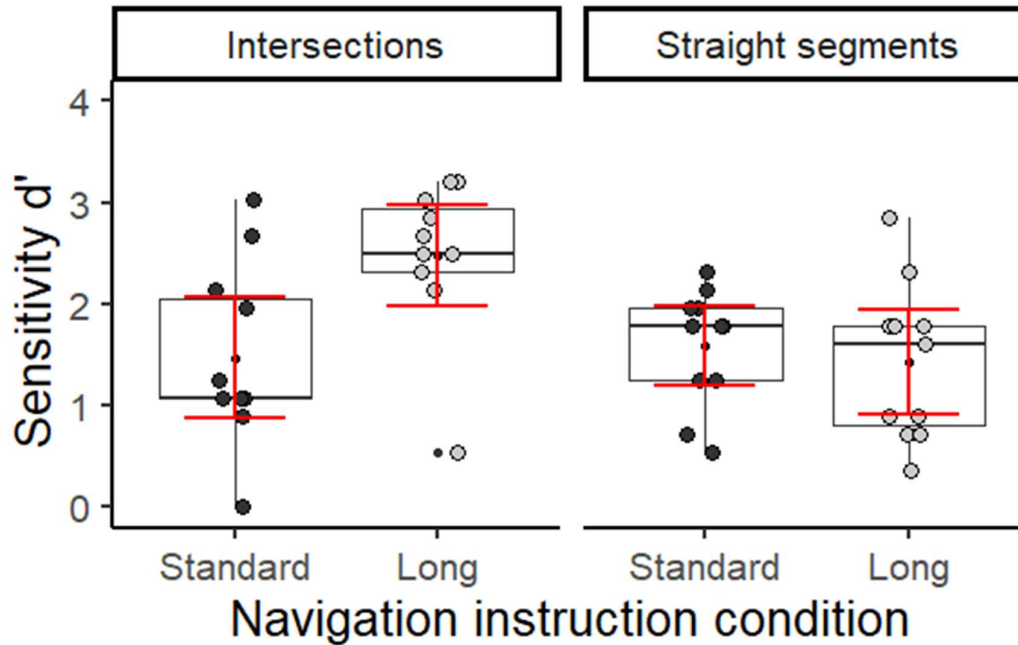 Intersections
Straight segments
Sensitivity d'
4
3
2
1
0
Standard
Long
Standard
Long
Navigation instruction condition